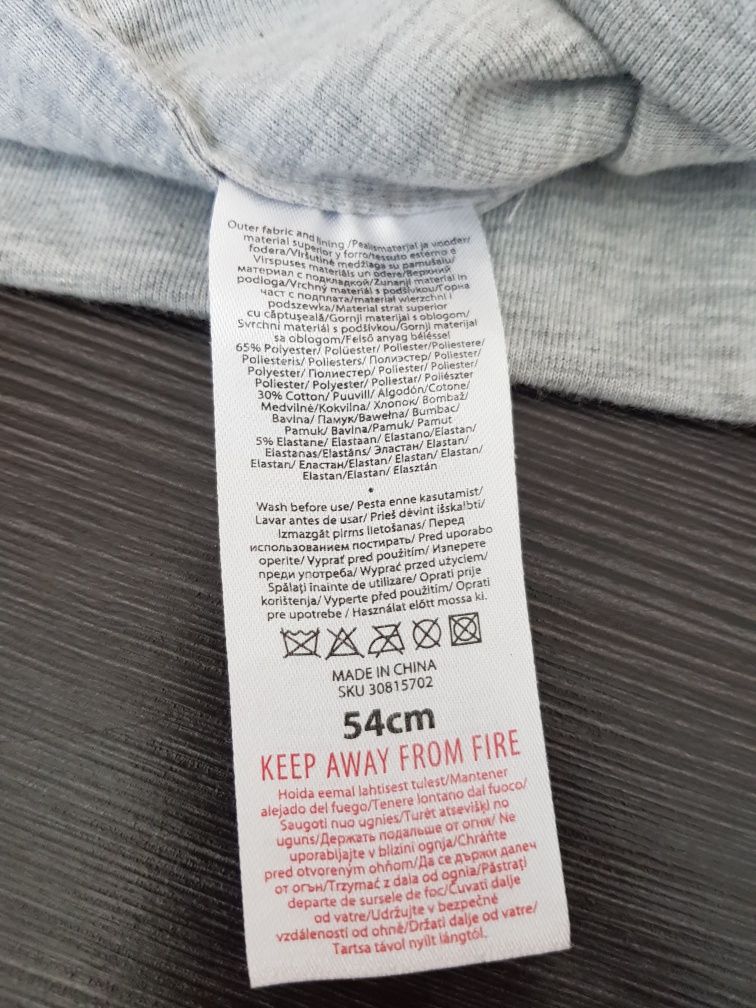 Outer fabric and lining /Pealismaterjal ja vooder/
material superior y forro/tessuto esterno e
fodera/Viršutinė medžiaga su pamušalu/
Virspuses materiāls un odere/Верхний
материал с подкладкой/Zunanji material in
podloga/Vrchný materiál s podšívkou/Горна
част с подплата/materiał wierzchni i
podszewka/Material strat superior
cu căptușeală/Gornji materijal s oblogom/
Svrchní materiál s podšívkou/Gornji materijal
sa oblogom/Felső anyag béléssel
65% Polyester/ Polüester/ Poliester/Poliestere/
Poliesteris/ Poliesters/ Полиэстер/ Poliester/
Polyester/ Полиестер/ Poliester/ Poliester/
Poliester/ Polyester/ Poliestar/ Poliészter
30% Cotton/ Puuvill/ Algodón/Cotone/
Medvilnė/Kokvilna/ Хлопок/ Bombaž/
Bavlna/ Памук/Bawełna/ Bumbac/
Pamuk/ Bavlna/Pamuk/ Pamut
5% Elastane/ Elastaan/ Elastano/Elastan/
Elastanas/Elastāns/ Эластан/ Elastan/
Elastan/ Еластан/Elastan/ Elastan/ Elastan/
Elastan/Elastan/ Elasztán
Wash before use/ Pesta enne kasutamist/
Lavar antes de usar/ Prieš dėvint išskalbti/
Izmazgāt pirms lietošanas/ Перед
использованием постирать/ Pred uporabo
operite/ Vyprať pred použitím/ Изперете
преди употреба/ Wyprać przed użyciem/
Spălați înainte de utilizare/ Oprati prije
korištenja/ Vyperte před použitím/ Oprati
pre upotrebe / Használat előtt mossa ki.
MADE IN CHINA
SKU 30815702
54cm
KEEP AWAY FROM FIRE
Hoida eemal lahtisest tulest/Mantener
alejado del fuego/Tenere lontano dal fuoco/
Saugoti nuo ugnies/Turēt atsevišķi no
uguns/Держать подальше от огня/ Ne
uporabljajte v bližini ognja/Chráňte
pred otvoreným ohňom/Да се държи далеч
от огън/Trzymać z dala od ognia/Păstrați
departe de sursele de foc/Čuvati dalje
od vatre/Udržujte v bezpečné
vzdálenosti od ohně/Držati dalje od vatre/
Tartsa távol nyílt lángtól.